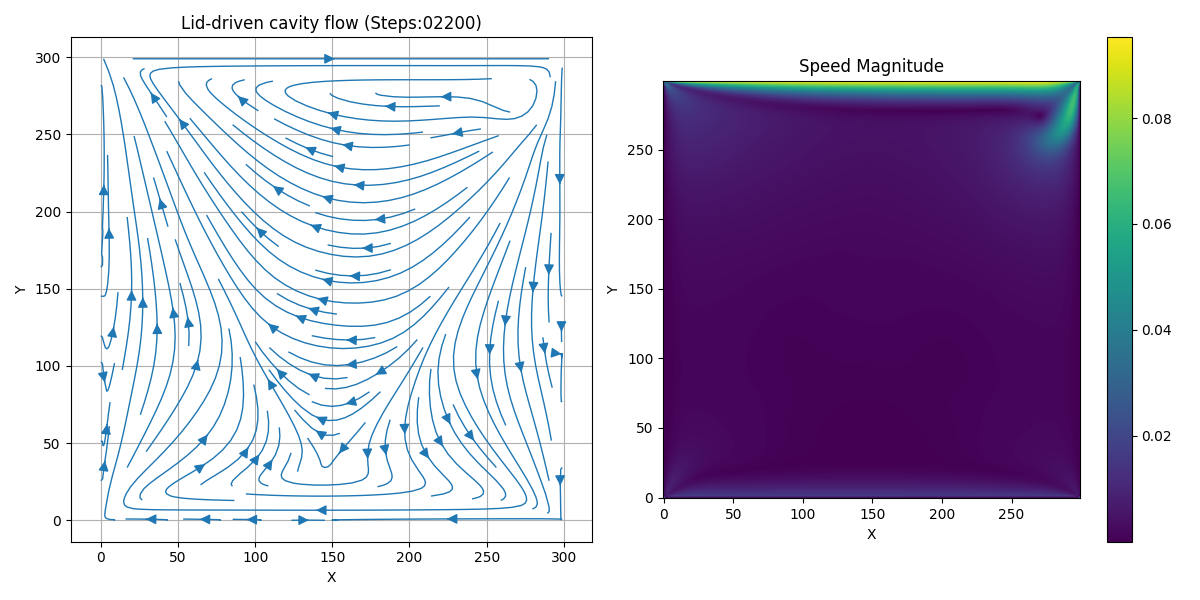 Lid-driven cavity flow (Steps:02200)
300
250
200
150
100
50
0
Y
0 50 100 150 200 250 300
X
Speed Magnitude
250
200
150
100
50
0
Y
0 50 100 150 200 250
X
0.08
0.06
0.04
0.02